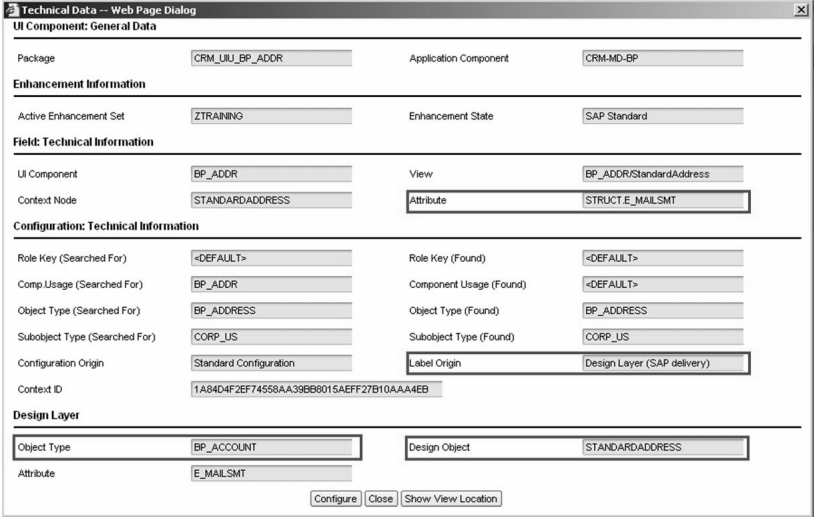 Technical Data -- Web Page Dialog
UI Component: General Data
Package CRM_UIU_BP_ADDR Application Component CRM-MD-BP
Enhancement Information
Active Enhancement Set ZTRAINING Enhancement State SAP Standard
Field: Technical Information
UI Component BP_ADDR View BP_ADDR/StandardAddress
Context Node STANDARDADDRESS Attribute STRUCT.E_MAILSMT
Configuration: Technical Information
Role Key (Searched For) <DEFAULT> Role Key (Found) <DEFAULT>
Comp.Usage (Searched For) BP_ADDR Component Usage (Found) <DEFAULT>
Object Type (Searched For) BP_ADDRESS Object Type (Found) BP_ADDRESS
Subobject Type (Searched For) CORP_US Subobject Type (Found) CORP_US
Configuration Origin Standard Configuration Label Origin Design Layer (SAP delivery)
Context ID 1A84D4F2EF74558AA39BB8015AEFF27B10AAA4EB
Design Layer
Object Type BP_ACCOUNT Design Object STANDARDADDRESS
Attribute E_MAILSMT
Configure Close Show View Location